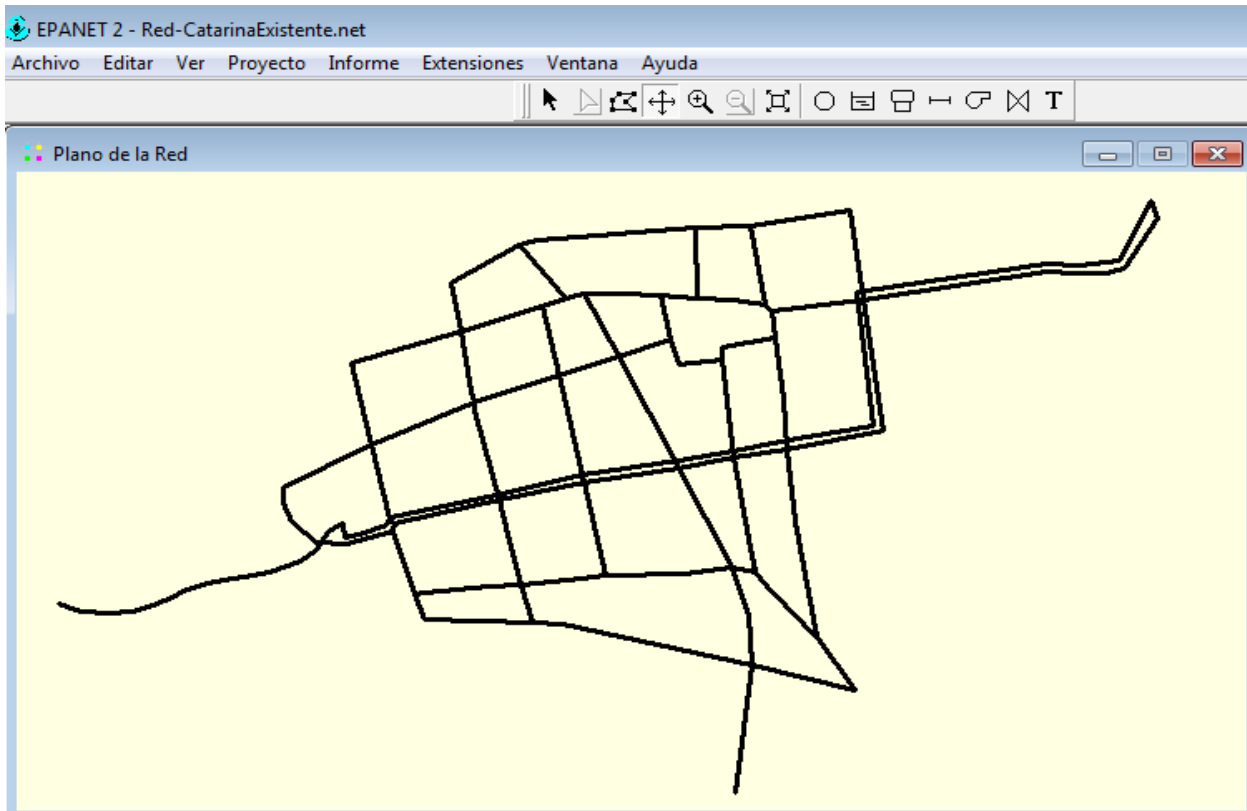 EPANET 2 - Red-CatarinaExistente.net
Archivo Editar Ver Proyecto Informe Extensiones Ventana Ayuda
T
Plano de la Red